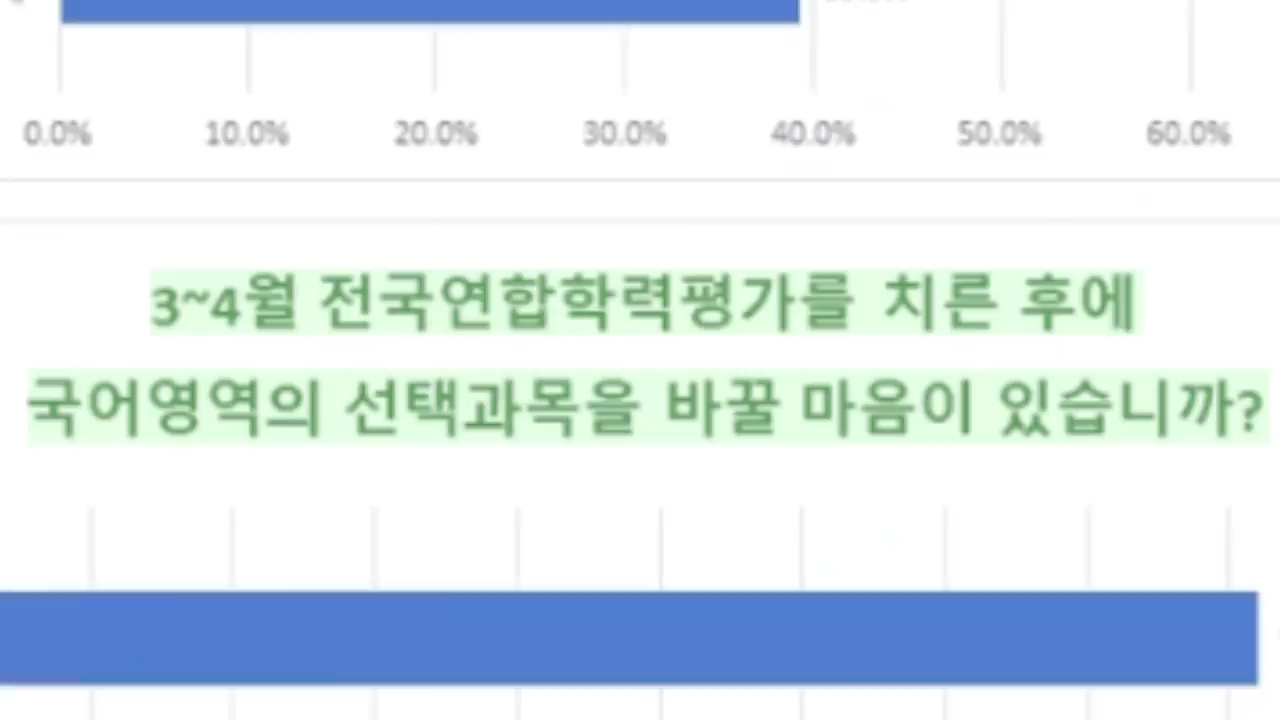 0.0% 10.0% 20.0% 30.0% 40.0% 50.0% 60.0%
3~4월 전국연합학력평가를 치른 후에
국어영역의 선택과목을 바꿀 마음이 있습니까?